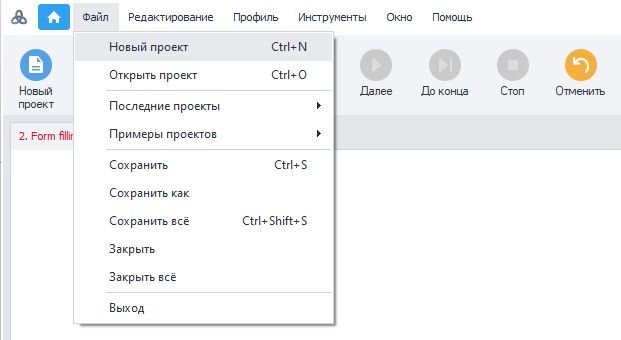 Файл Редактирование Профиль Инструменты Окно Помощь
Новый проект Ctrl+N
Открыть проект Ctrl+O
Последние проекты
Примеры проектов
Сохранить Ctrl+S
Сохранить как
Сохранить всё Ctrl+Shift+S
Закрыть
Закрыть всё
Выход
Новый
проект
Далее До конца Стоп Отменить
2. Form